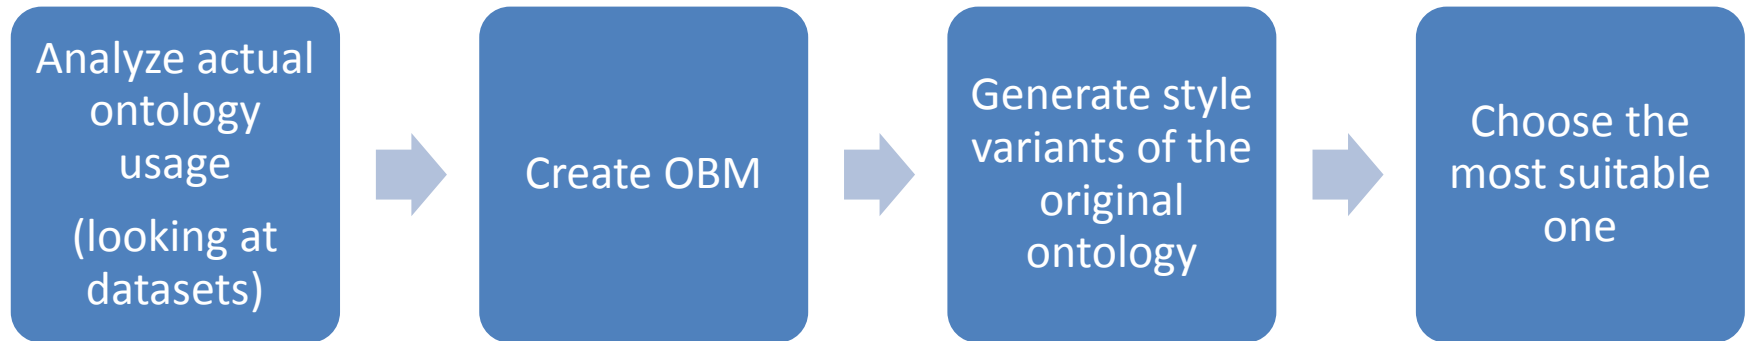 Analyze actual
ontology
usage
(looking at
datasets)
Create OBM
Generate style
variants of the
original
ontology
Choose the
most suitable
one